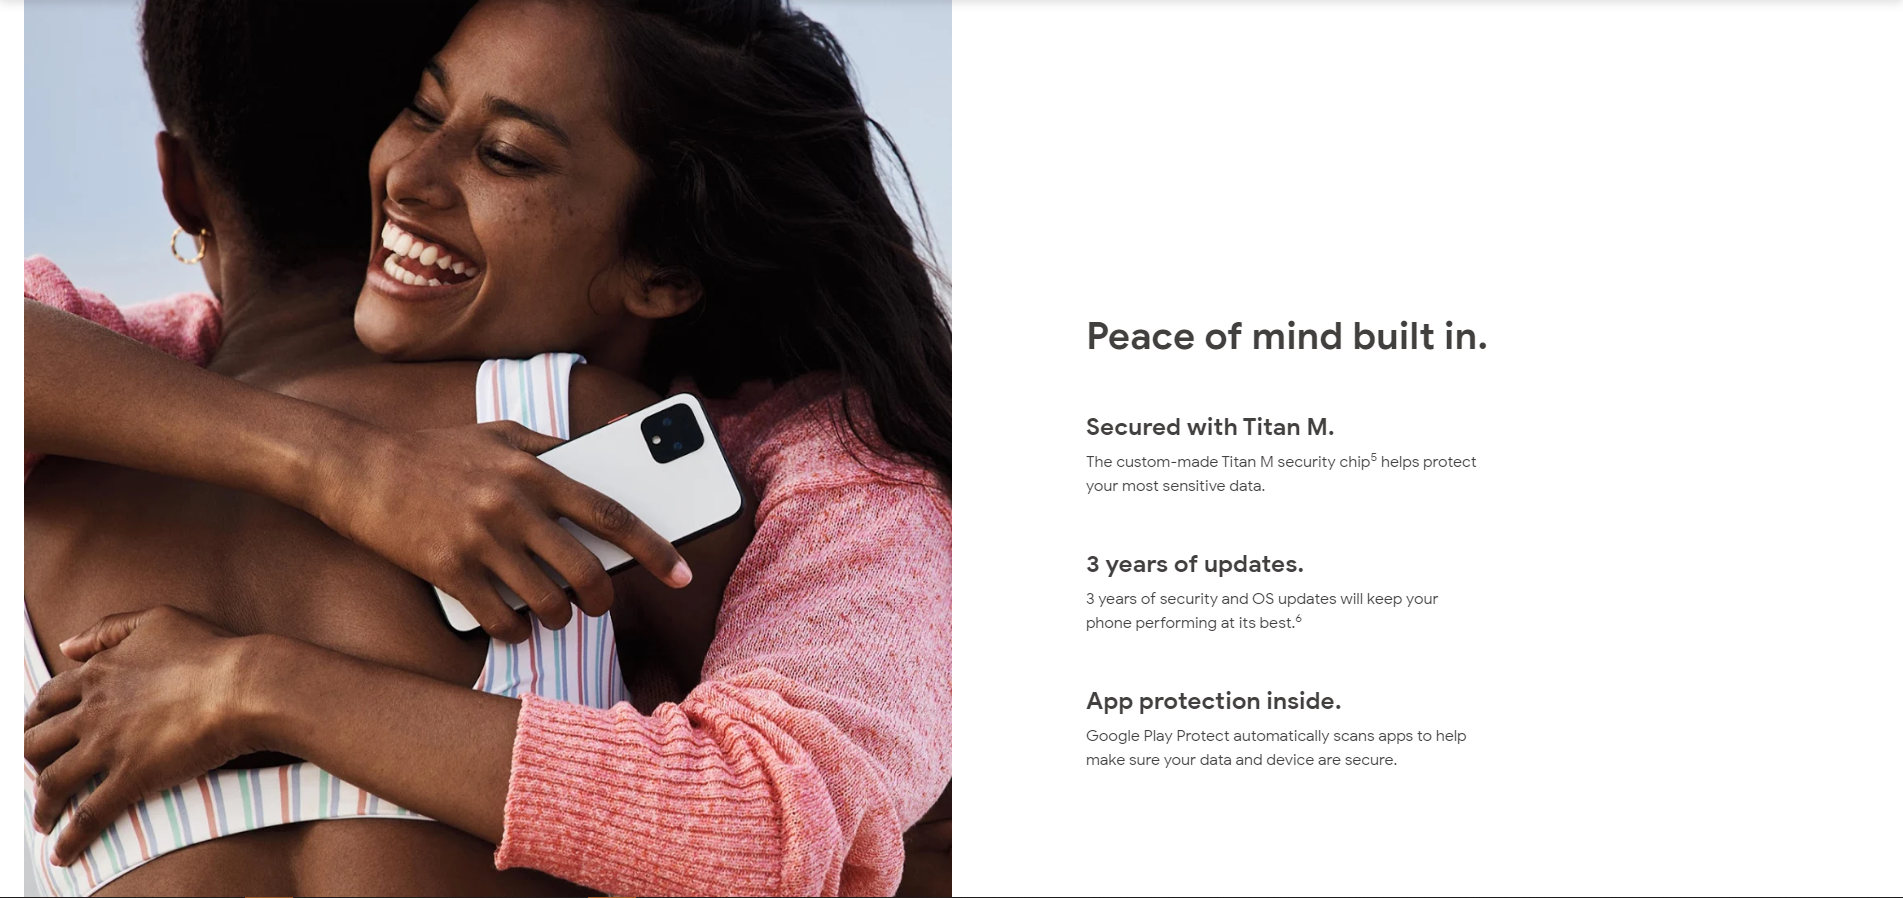 Peace of mind built in.
Secured with Titan M.
The custom-made Titan M security chip⁵ helps protect
your most sensitive data.
3 years of updates.
3 years of security and OS updates will keep your
phone performing at its best.⁶
App protection inside.
Google Play Protect automatically scans apps to help
make sure your data and device are secure.